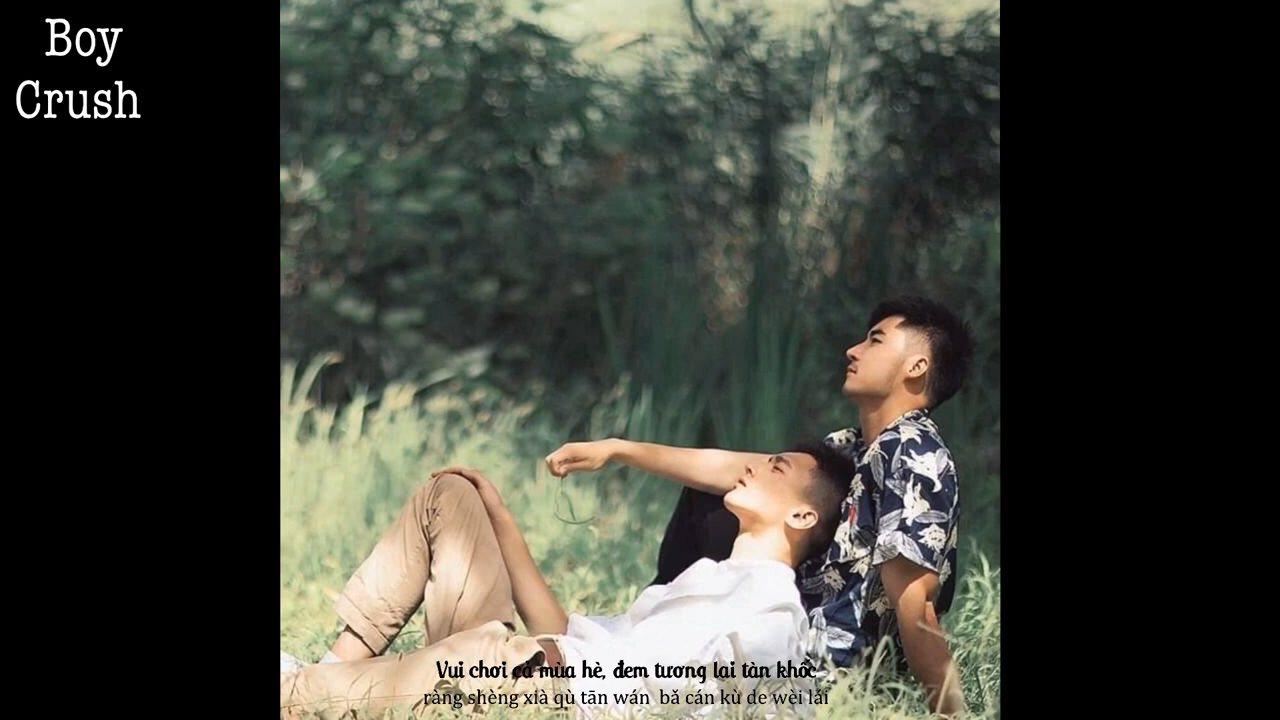 Boy
Crush
Vui chơi cả mùa hè, đem tương lai tàn khốc
ràng shèng xià qù tān wán bǎ cán kù de wèi lǎi